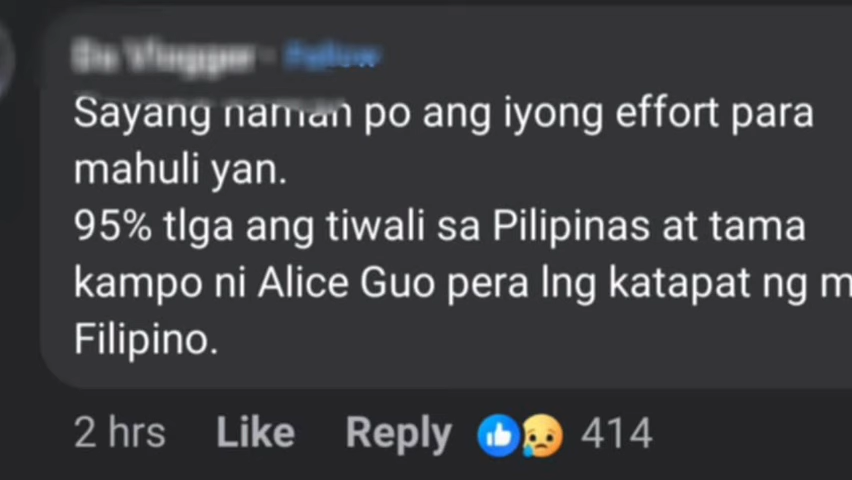 Sayang naman po ang iyong effort para
mahuli yan.
95% tlga ang tiwali sa Pilipinas at tama
kampo ni Alice Guo pera lng katapat ng
Filipino.
2 hrs Like Reply 414